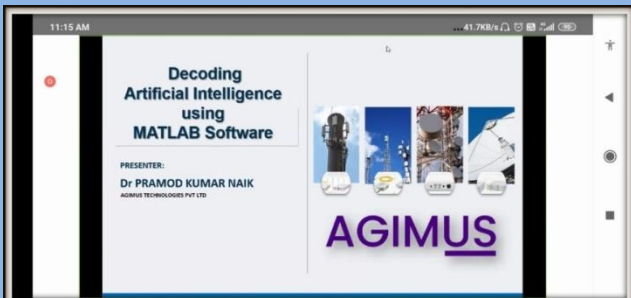 11:15 AM
...41.7KB/s
Decoding
Artificial Intelligence
using
MATLAB Software
PRESENTER:
Dr PRAMOD KUMAR NAIK
AGIMUS TECHNOLOGIES PVT LTD
AGIMUS